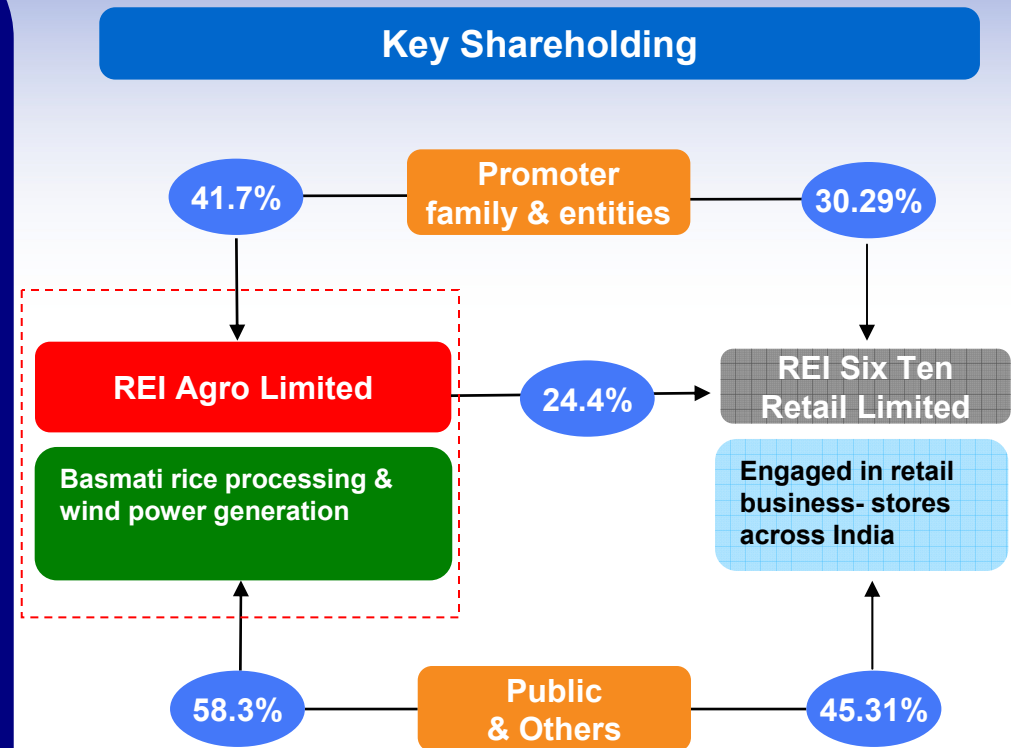 Key Shareholding
Promoter
family & entities
41.7%
30.29%
REI Agro Limited
24.4%
REI Six Ten
Retail Limited
Basmati rice processing &
wind power generation
Engaged in retail
business- stores
across India
58.3%
Public
& Others
45.31%